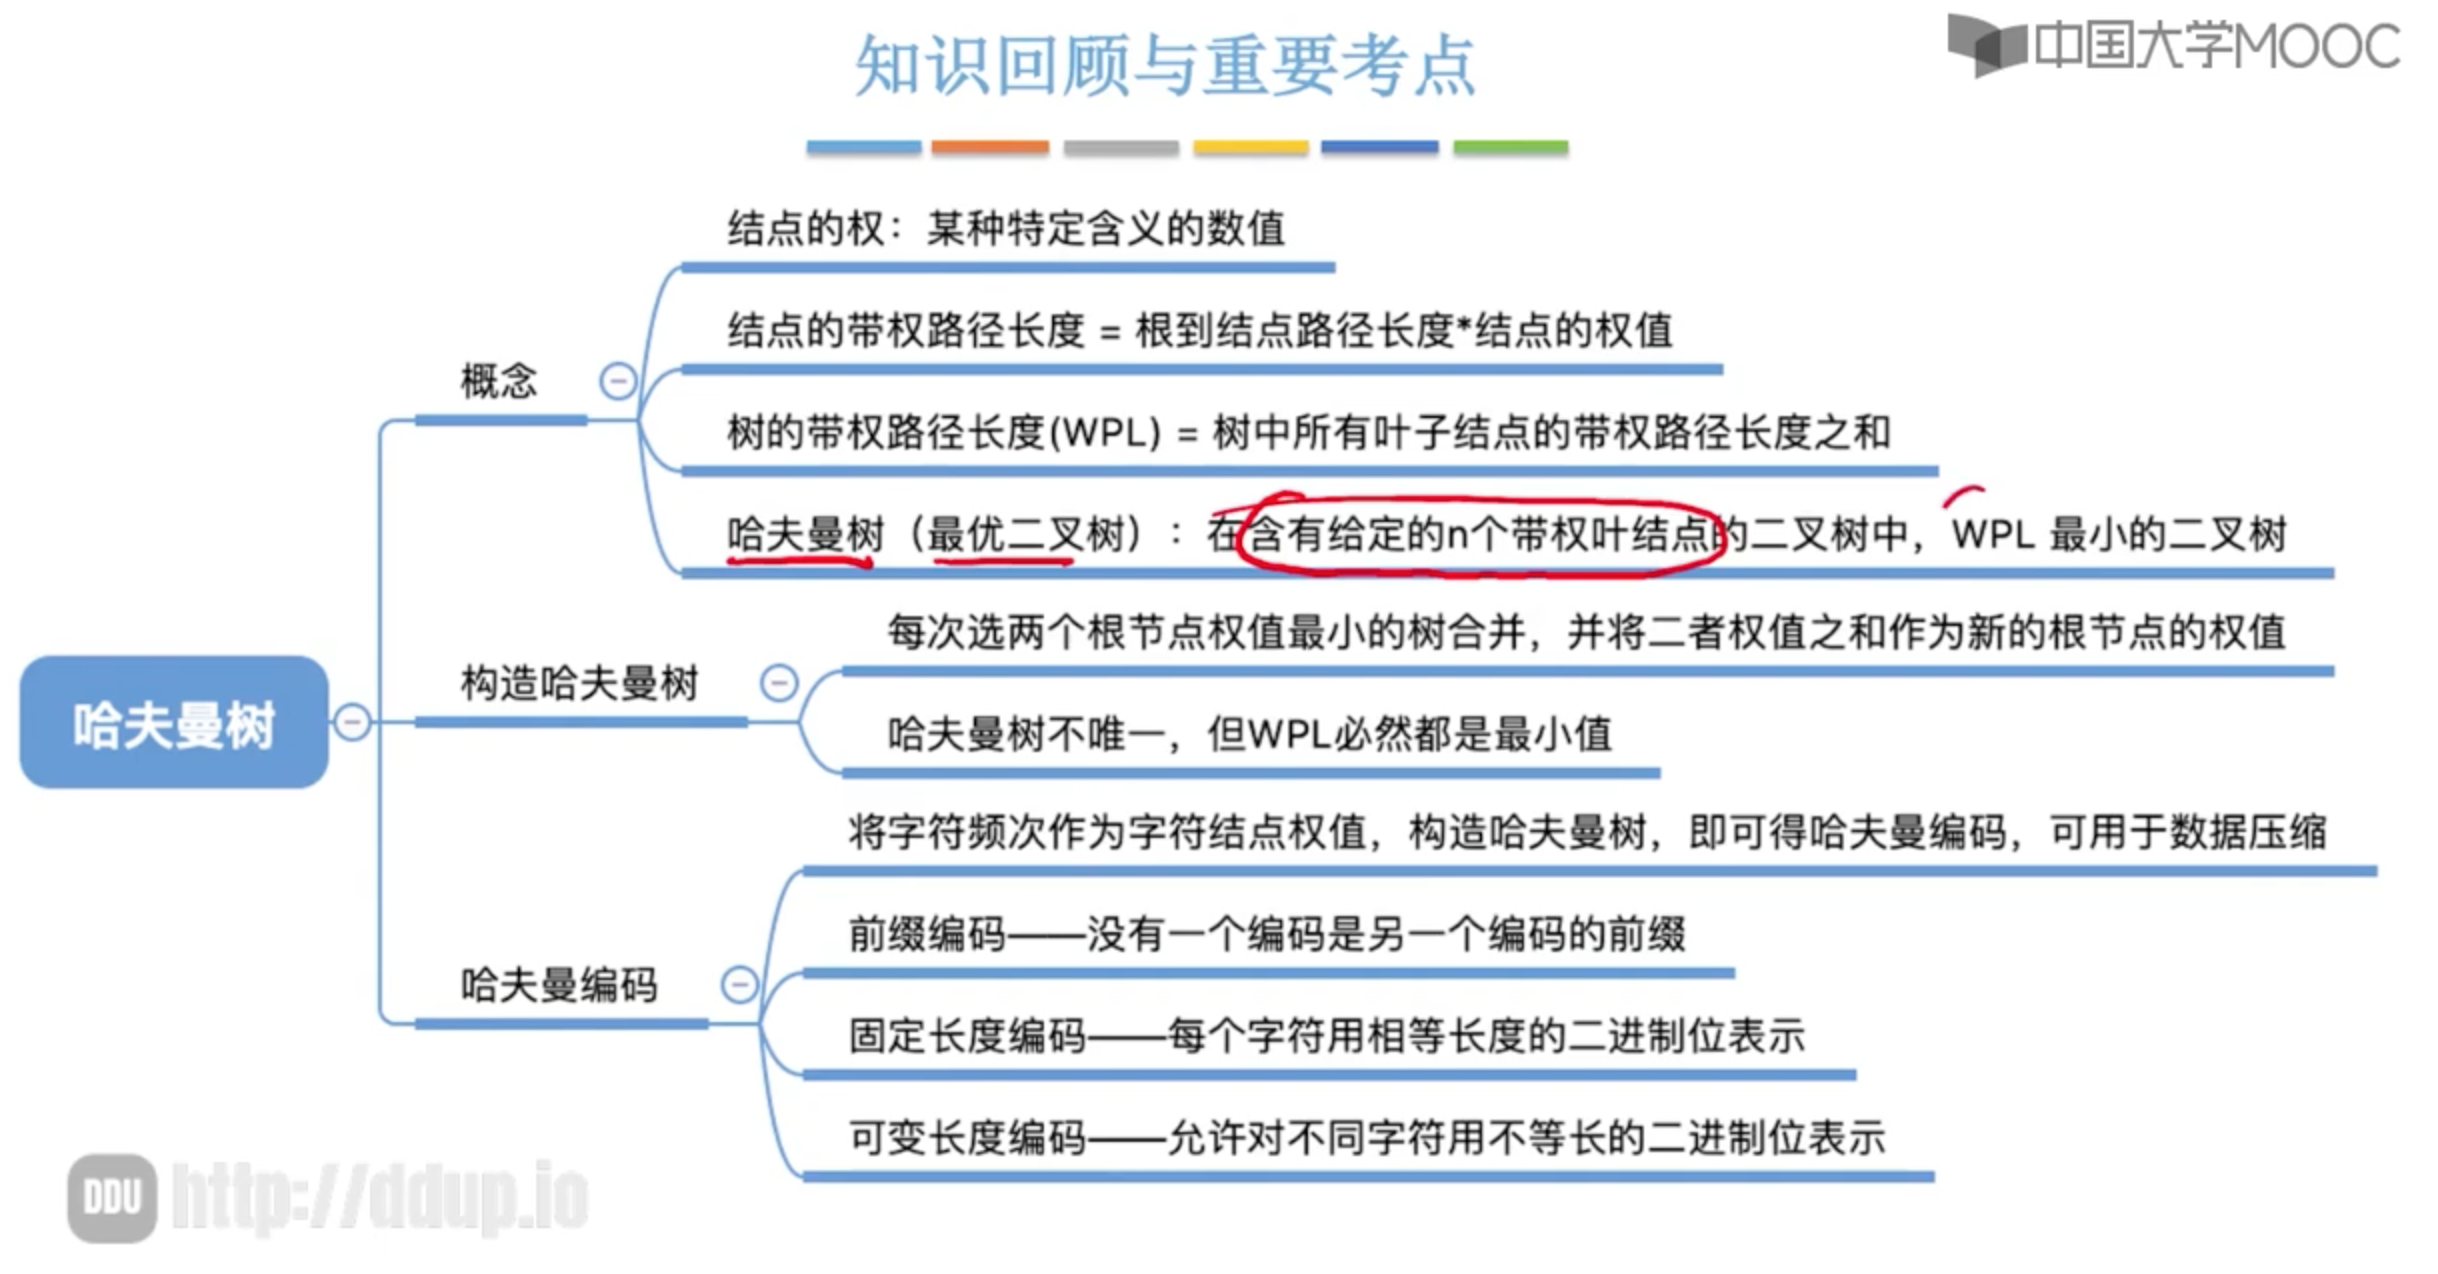 知识回顾与重要考点
中国大学MOOC
哈夫曼树
概念
结点的权：某种特定含义的数值
结点的带权路径长度 = 根到结点路径长度*结点的权值
树的带权路径长度(WPL) = 树中所有叶子结点的带权路径长度之和
哈夫曼树（最优二叉树）：在含有给定的n个带权叶结点的二叉树中，WPL 最小的二叉树
构造哈夫曼树
每次选两个根节点权值最小的树合并，并将二者权值之和作为新的根节点的权值
哈夫曼树不唯一，但WPL必然都是最小值
哈夫曼编码
将字符频次作为字符结点权值，构造哈夫曼树，即可得哈夫曼编码，可用于数据压缩
前缀编码——没有一个编码是另一个编码的前缀
固定长度编码——每个字符用相等长度的二进制位表示
可变长度编码——允许对不同字符用不等长的二进制位表示
DDU http://ddup.io